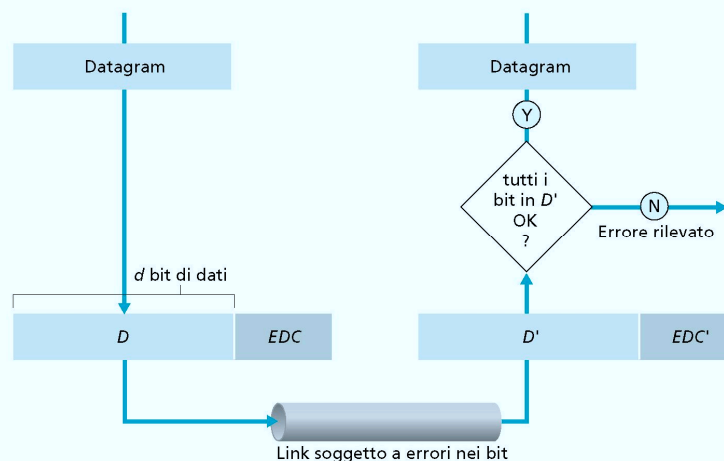 Datagram
Datagram
Y
tutti i
bit in D'
OK
?
N
Errore rilevato
d bit di dati
D
EDC
D'
EDC'
Link soggetto a errori nei bit